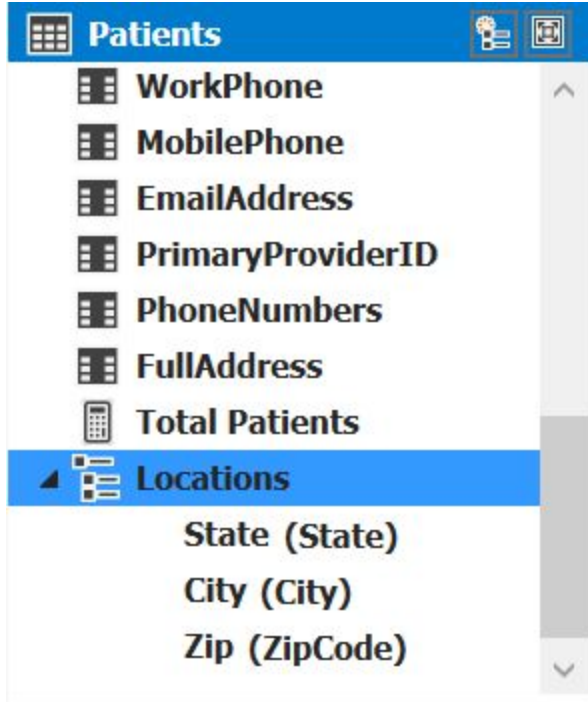 Patients
WorkPhone
MobilePhone
EmailAddress
PrimaryProviderID
PhoneNumbers
FullAddress
Total Patients
Locations
State (State)
City (City)
Zip (ZipCode)